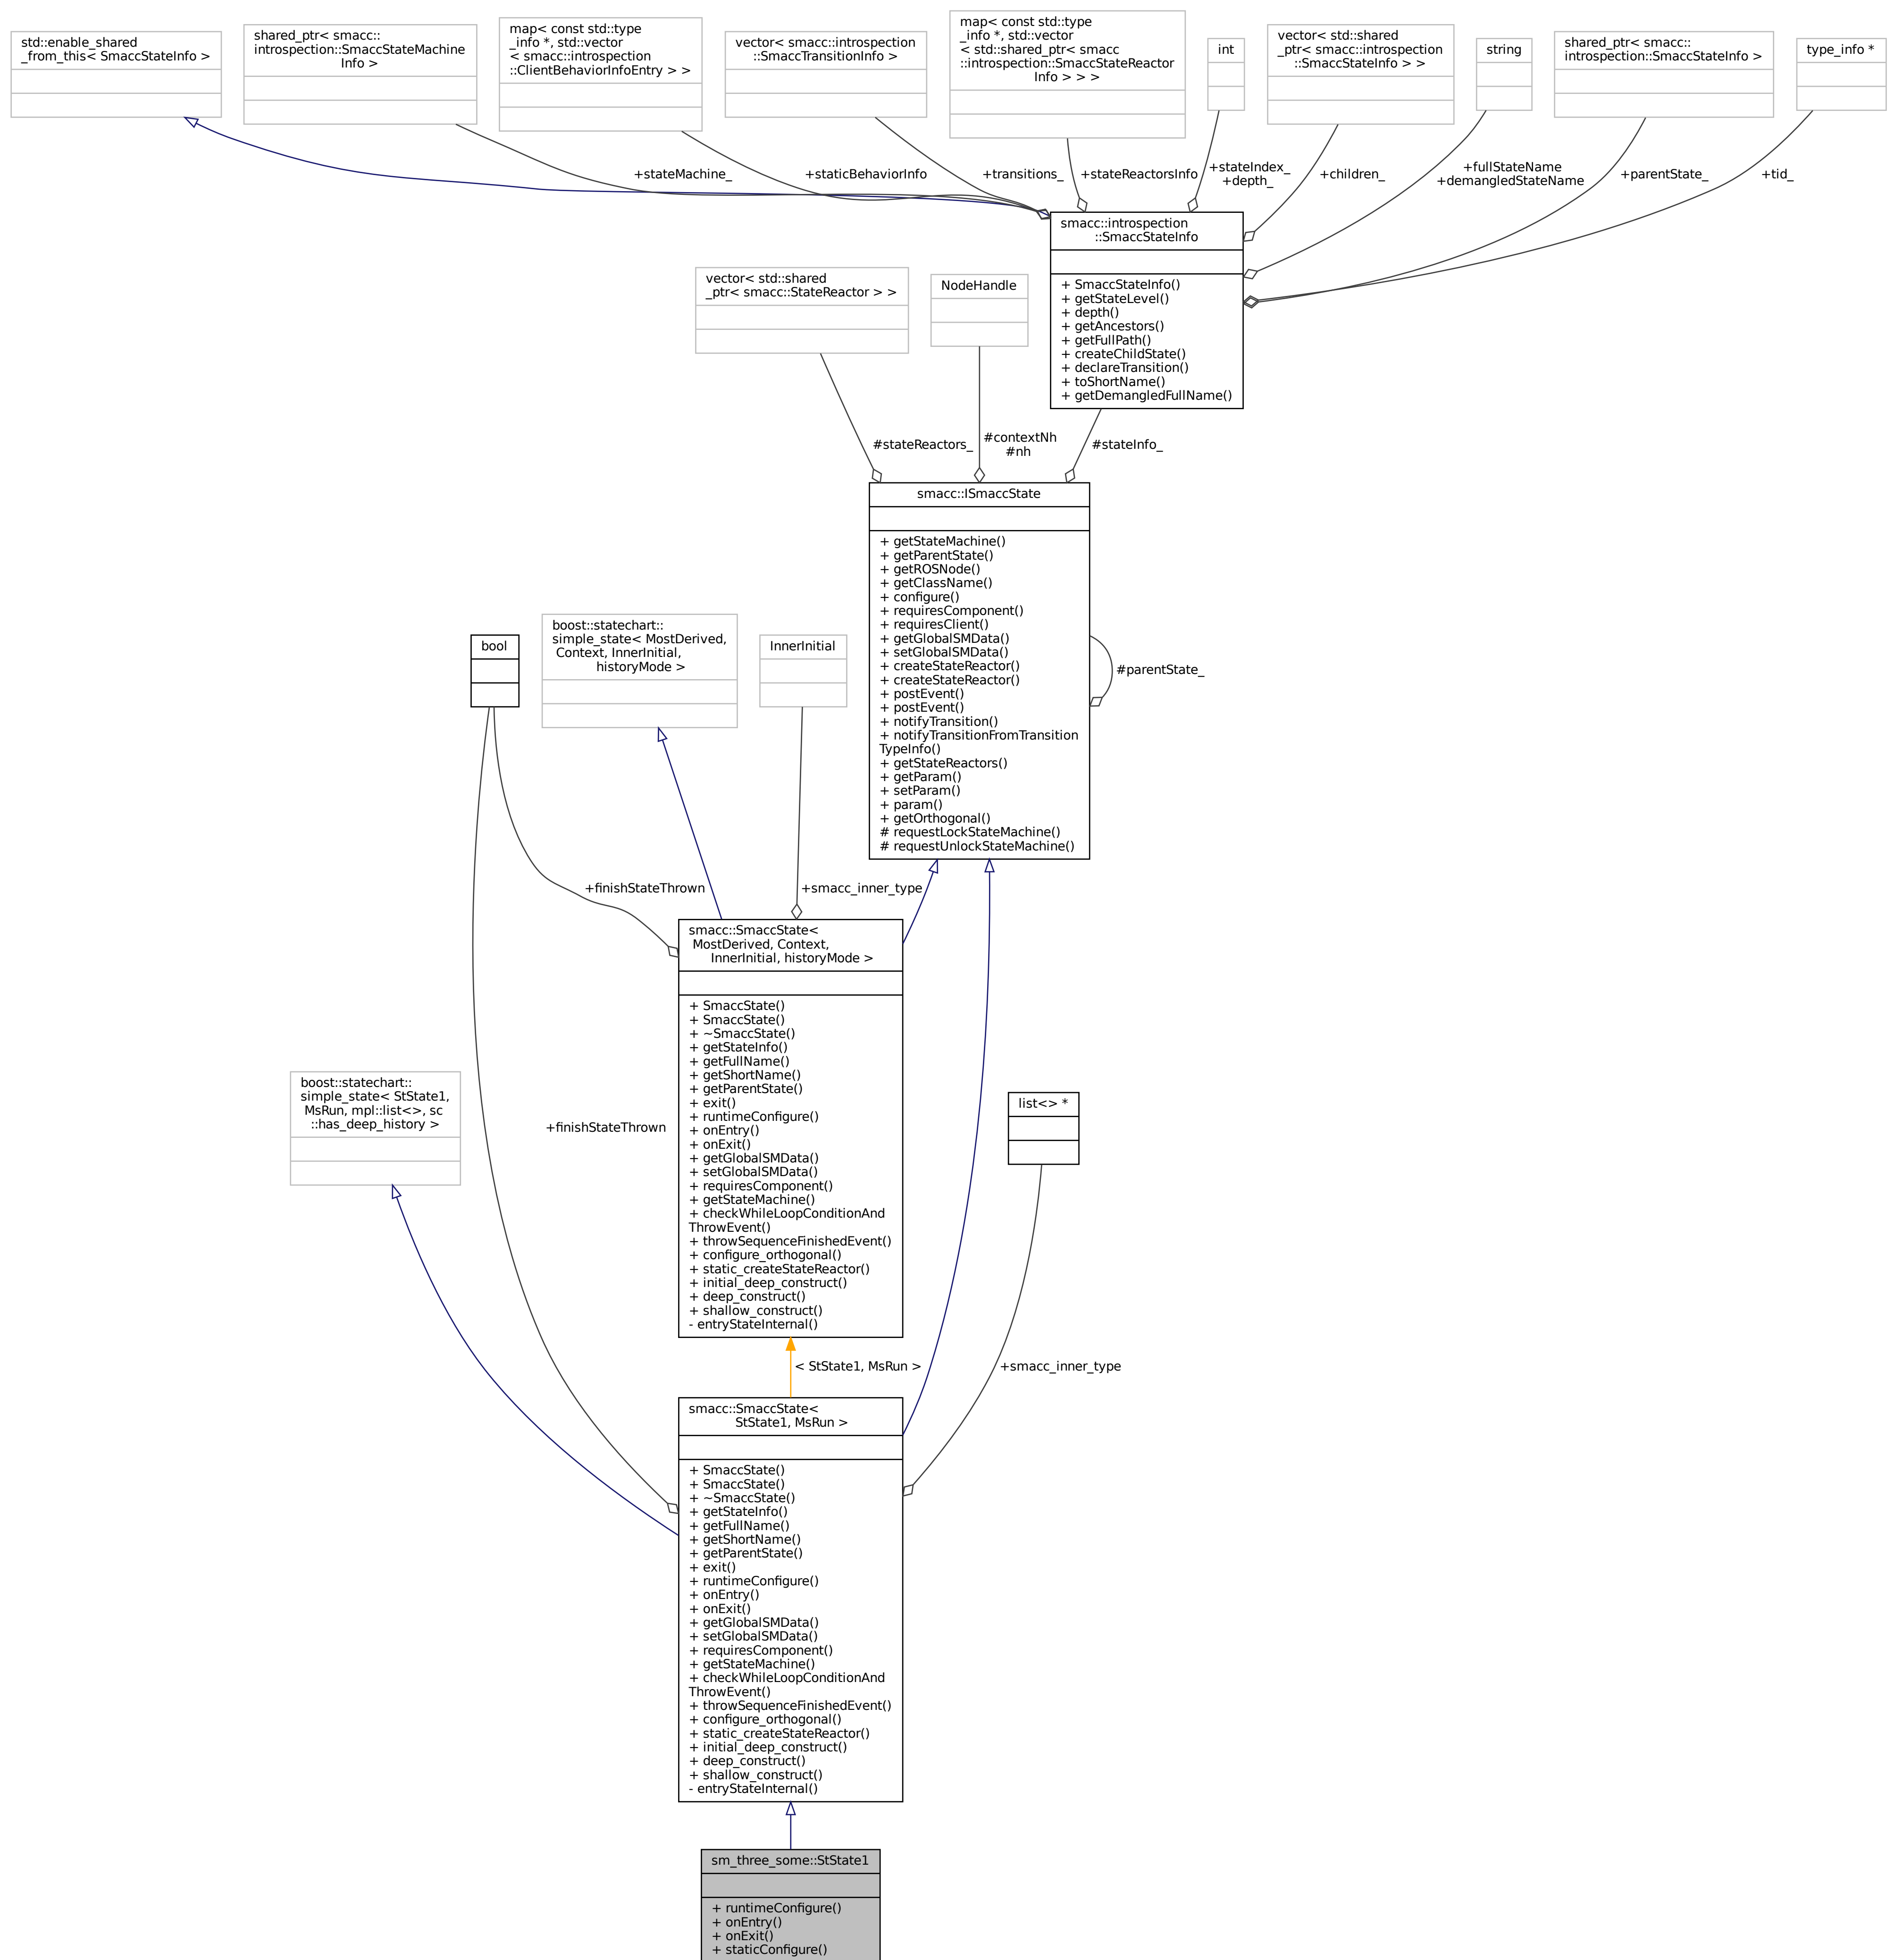 std::enable_shared
_from_this< SmaccStateInfo >
shared_ptr< smacc::
introspection::SmaccStateMachine
Info >
map< const std::type
_info *, std::vector
< smacc::introspection
::ClientBehaviorInfoEntry > >
vector< smacc::introspection
::SmaccTransitionInfo >
map< const std::type
_info *, std::vector
< std::shared_ptr< smacc
::introspection::SmaccStateReactor
Info > > >
int
vector< std::shared
_ptr< smacc::introspection
::SmaccStateInfo > >
string
shared_ptr< smacc::
introspection::SmaccStateInfo >
type_info *
+stateMachine_
+staticBehaviorInfo
+transitions_
+stateReactorsInfo
+stateIndex_
+depth_
+children_
+fullStateName
+demangledStateName
+parentState_
+tid_
smacc::introspection
::SmaccStateInfo
+ SmaccStateInfo()
+ getStateLevel()
+ depth()
+ getAncestors()
+ getFullPath()
+ createChildState()
+ declareTransition()
+ toShortName()
+ getDemangledFullName()
vector< std::shared
_ptr< smacc::StateReactor > >
NodeHandle
#stateReactors_
#contextNh
#nh
#stateInfo_
smacc::ISmaccState
+ getStateMachine()
+ getParentState()
+ getROSNode()
+ getClassName()
+ configure()
+ requiresComponent()
+ requiresClient()
+ getGlobalSMData()
+ setGlobalSMData()
+ createStateReactor()
+ createStateReactor()
+ postEvent()
+ postEvent()
+ notifyTransition()
+ notifyTransitionFromTransition
TypeInfo()
+ getStateReactors()
+ getParam()
+ setParam()
+ param()
+ getOrthogonal()
# requestLockStateMachine()
# requestUnlockStateMachine()
#parentState_
bool
boost::statechart::
simple_state< MostDerived,
Context, InnerInitial,
historyMode >
InnerInitial
+finishStateThrown
+smacc_inner_type
smacc::SmaccState<
MostDerived, Context,
InnerInitial, historyMode >
+ SmaccState()
+ SmaccState()
+ ~SmaccState()
+ getStateInfo()
+ getFullName()
+ getShortName()
+ getParentState()
+ exit()
+ runtimeConfigure()
+ onEntry()
+ onExit()
+ getGlobalSMData()
+ setGlobalSMData()
+ requiresComponent()
+ getStateMachine()
+ checkWhileLoopConditionAnd
ThrowEvent()
+ throwSequenceFinishedEvent()
+ configure_orthogonal()
+ static_createStateReactor()
+ initial_deep_construct()
+ deep_construct()
+ shallow_construct()
- entryStateInternal()
boost::statechart::
simple_state< StState1,
MsRun, mpl::list<>, sc
::has_deep_history >
+finishStateThrown
list<> *
< StState1, MsRun >
+smacc_inner_type
smacc::SmaccState<
StState1, MsRun >
+ SmaccState()
+ SmaccState()
+ ~SmaccState()
+ getStateInfo()
+ getFullName()
+ getShortName()
+ getParentState()
+ exit()
+ runtimeConfigure()
+ onEntry()
+ onExit()
+ getGlobalSMData()
+ setGlobalSMData()
+ requiresComponent()
+ getStateMachine()
+ checkWhileLoopConditionAnd
ThrowEvent()
+ throwSequenceFinishedEvent()
+ configure_orthogonal()
+ static_createStateReactor()
+ initial_deep_construct()
+ deep_construct()
+ shallow_construct()
- entryStateInternal()
sm_three_some::StState1
+ runtimeConfigure()
+ onEntry()
+ onExit()
+ staticConfigure()